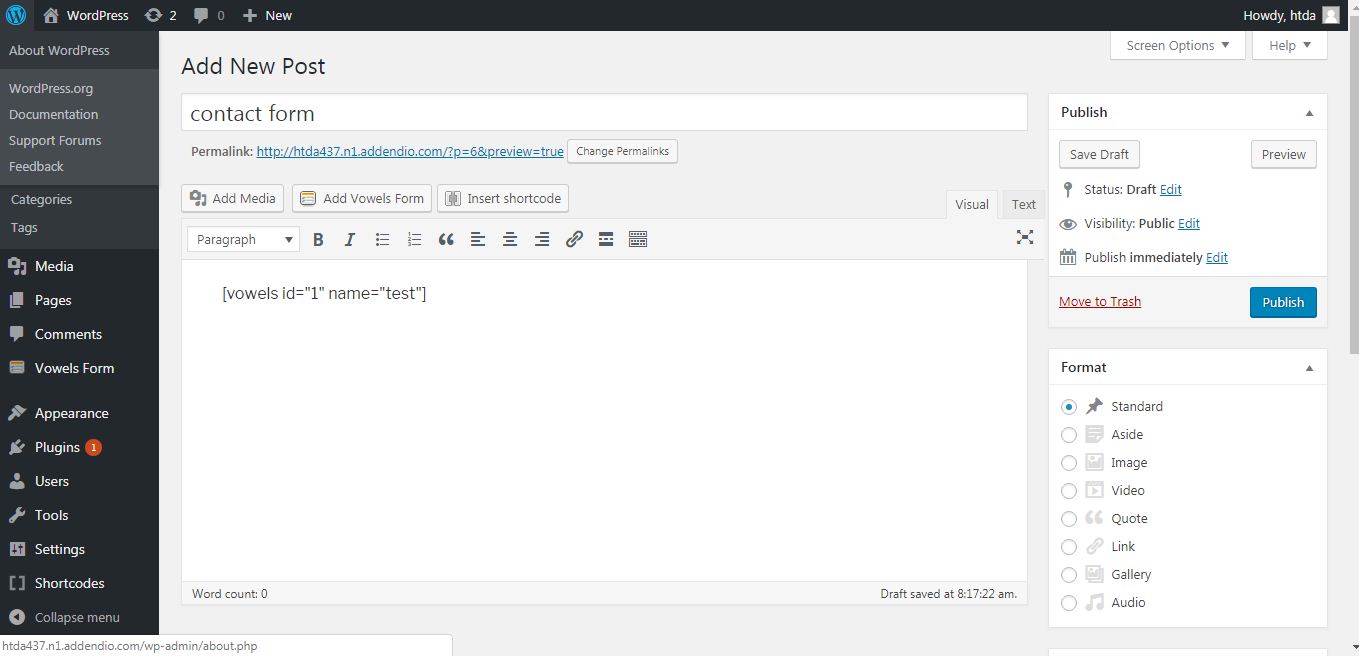 WordPress 2 0 New Howdy, htda
About WordPress
WordPress.org
Documentation
Support Forums
Feedback
Categories
Tags
Media
Pages
Comments
Vowels Form
Appearance
Plugins 1
Users
Tools
Settings
Shortcodes
Collapse menu
Screen Options Help
Add New Post
contact form
Permalink: http://htda437.n1.addendio.com/?p=6&preview=true Change Permalinks
Add Media Add Vowels Form Insert shortcode Visual Text
Paragraph B I
[vowels id="1" name="test"]
Word count: 0 Draft saved at 8:17:22 am.
Publish
Save Draft Preview
Status: Draft Edit
Visibility: Public Edit
Publish immediately Edit
Move to Trash Publish
Format
Standard
Aside
Image
Video
Quote
Link
Gallery
Audio
htda437.n1.addendio.com/wp-admin/about.php